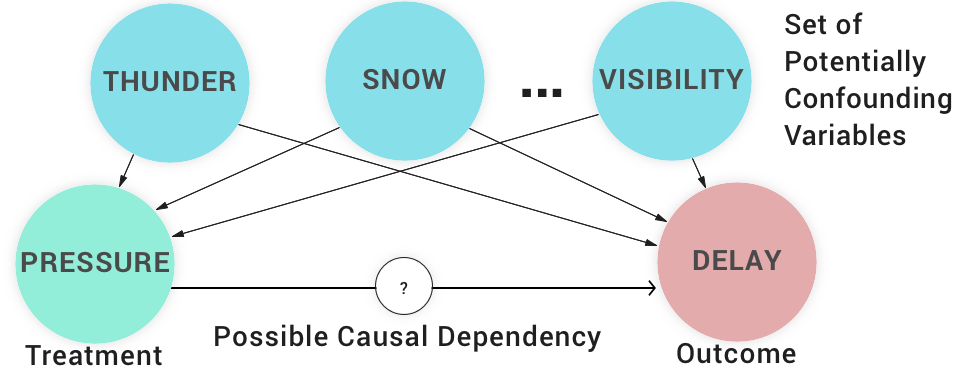 THUNDER
SNOW
...
VISIBILITY
Set of
Potentially
Confounding
Variables
PRESSURE
?
DELAY
Possible Causal Dependency
Treatment
Outcome